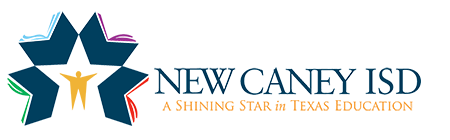 NEW CANEY ISD
A SHINING STAR in TEXAS EDUCATION